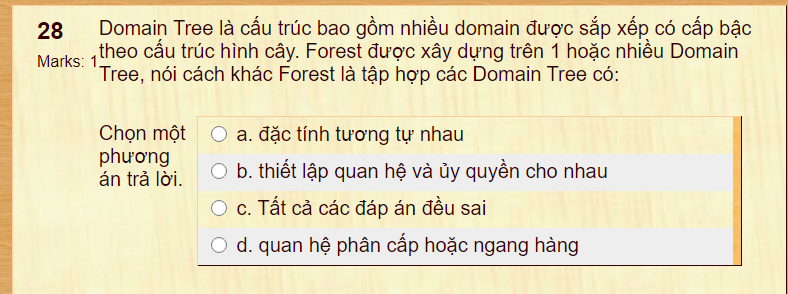 28
Marks: 1
Domain Tree là cấu trúc bao gồm nhiều domain được sắp xếp có cấp bậc
theo cấu trúc hình cây. Forest được xây dựng trên 1 hoặc nhiều Domain
Tree, nói cách khác Forest là tập hợp các Domain Tree có:
Chọn một
phương
án trả lời.
a. đặc tính tương tự nhau
b. thiết lập quan hệ và ủy quyền cho nhau
c. Tất cả các đáp án đều sai
d. quan hệ phân cấp hoặc ngang hàng